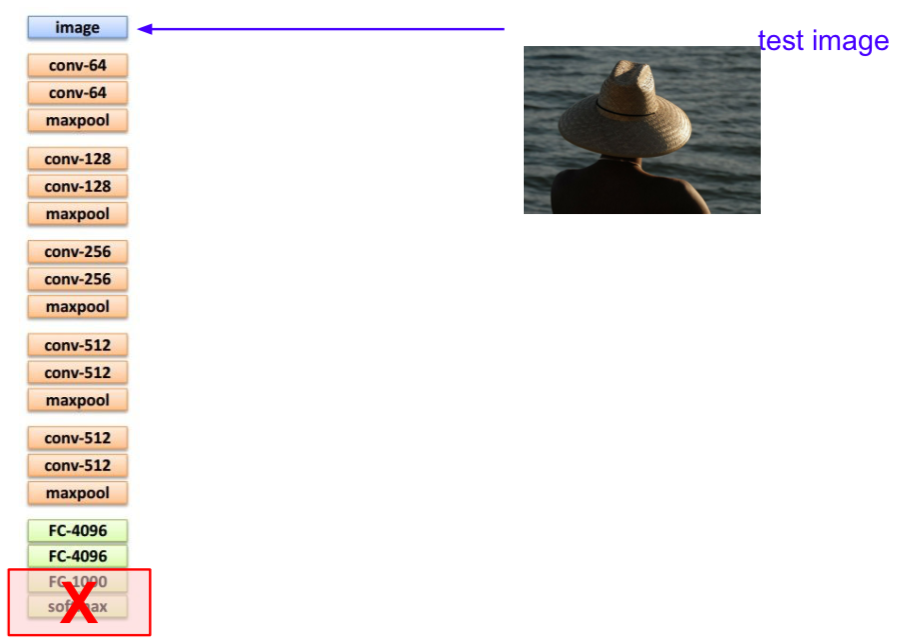 image
test image
conv-64
conv-64
maxpool
conv-128
conv-128
maxpool
conv-256
conv-256
maxpool
conv-512
conv-512
maxpool
conv-512
conv-512
maxpool
FC-4096
FC-4096
FC-1000
softmax
X